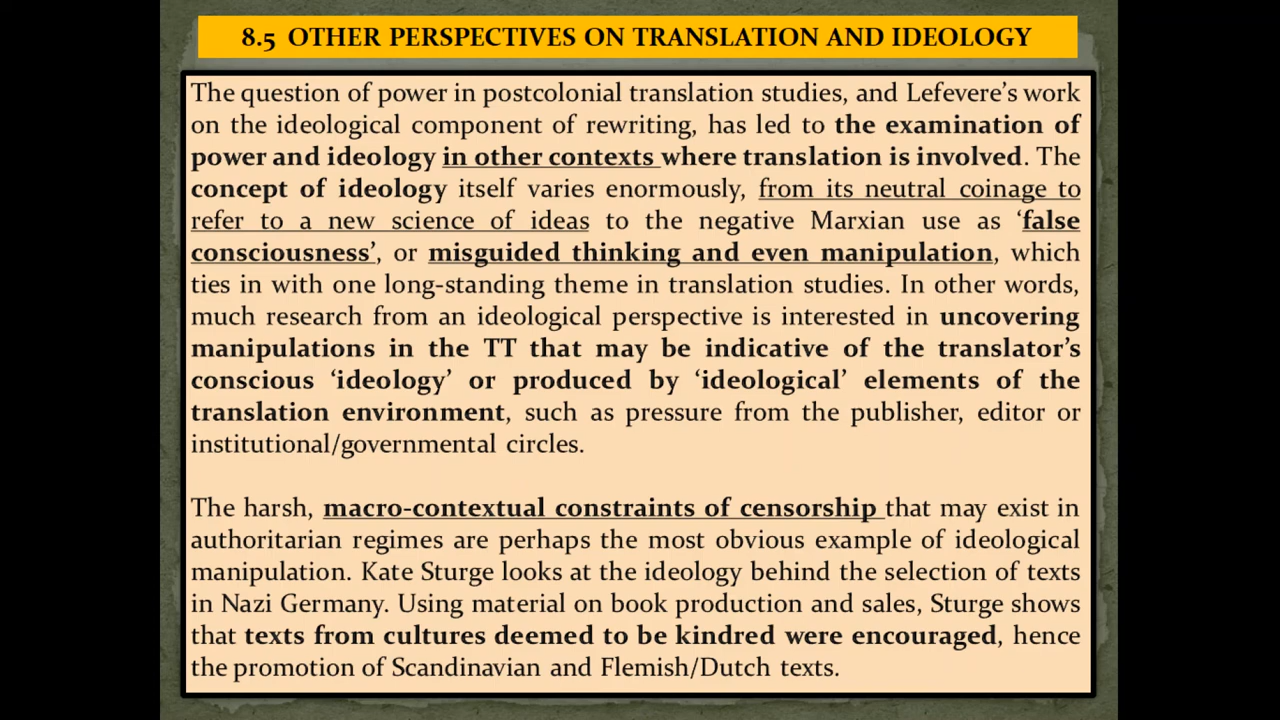 8.5 OTHER PERSPECTIVES ON TRANSLATION AND IDEOLOGY
The question of power in postcolonial translation studies, and Lefevere's work
on the ideological component of rewriting, has led to the examination of
power and ideology in other contexts where translation is involved. The
concept of ideology itself varies enormously, from its neutral coinage to
refer to a new science of ideas to the negative Marxian use as ‘false
consciousness’, or misguided thinking and even manipulation, which
ties in with one long-standing theme in translation studies. In other words,
much research from an ideological perspective is interested in uncovering
manipulations in the TT that may be indicative of the translator’s
conscious ‘ideology’ or produced by ‘ideological’ elements of the
translation environment, such as pressure from the publisher, editor or
institutional/governmental circles.
The harsh, macro-contextual constraints of censorship that may exist in
authoritarian regimes are perhaps the most obvious example of ideological
manipulation. Kate Sturge looks at the ideology behind the selection of texts
in Nazi Germany. Using material on book production and sales, Sturge shows
that texts from cultures deemed to be kindred were encouraged, hence
the promotion of Scandinavian and Flemish/Dutch texts.